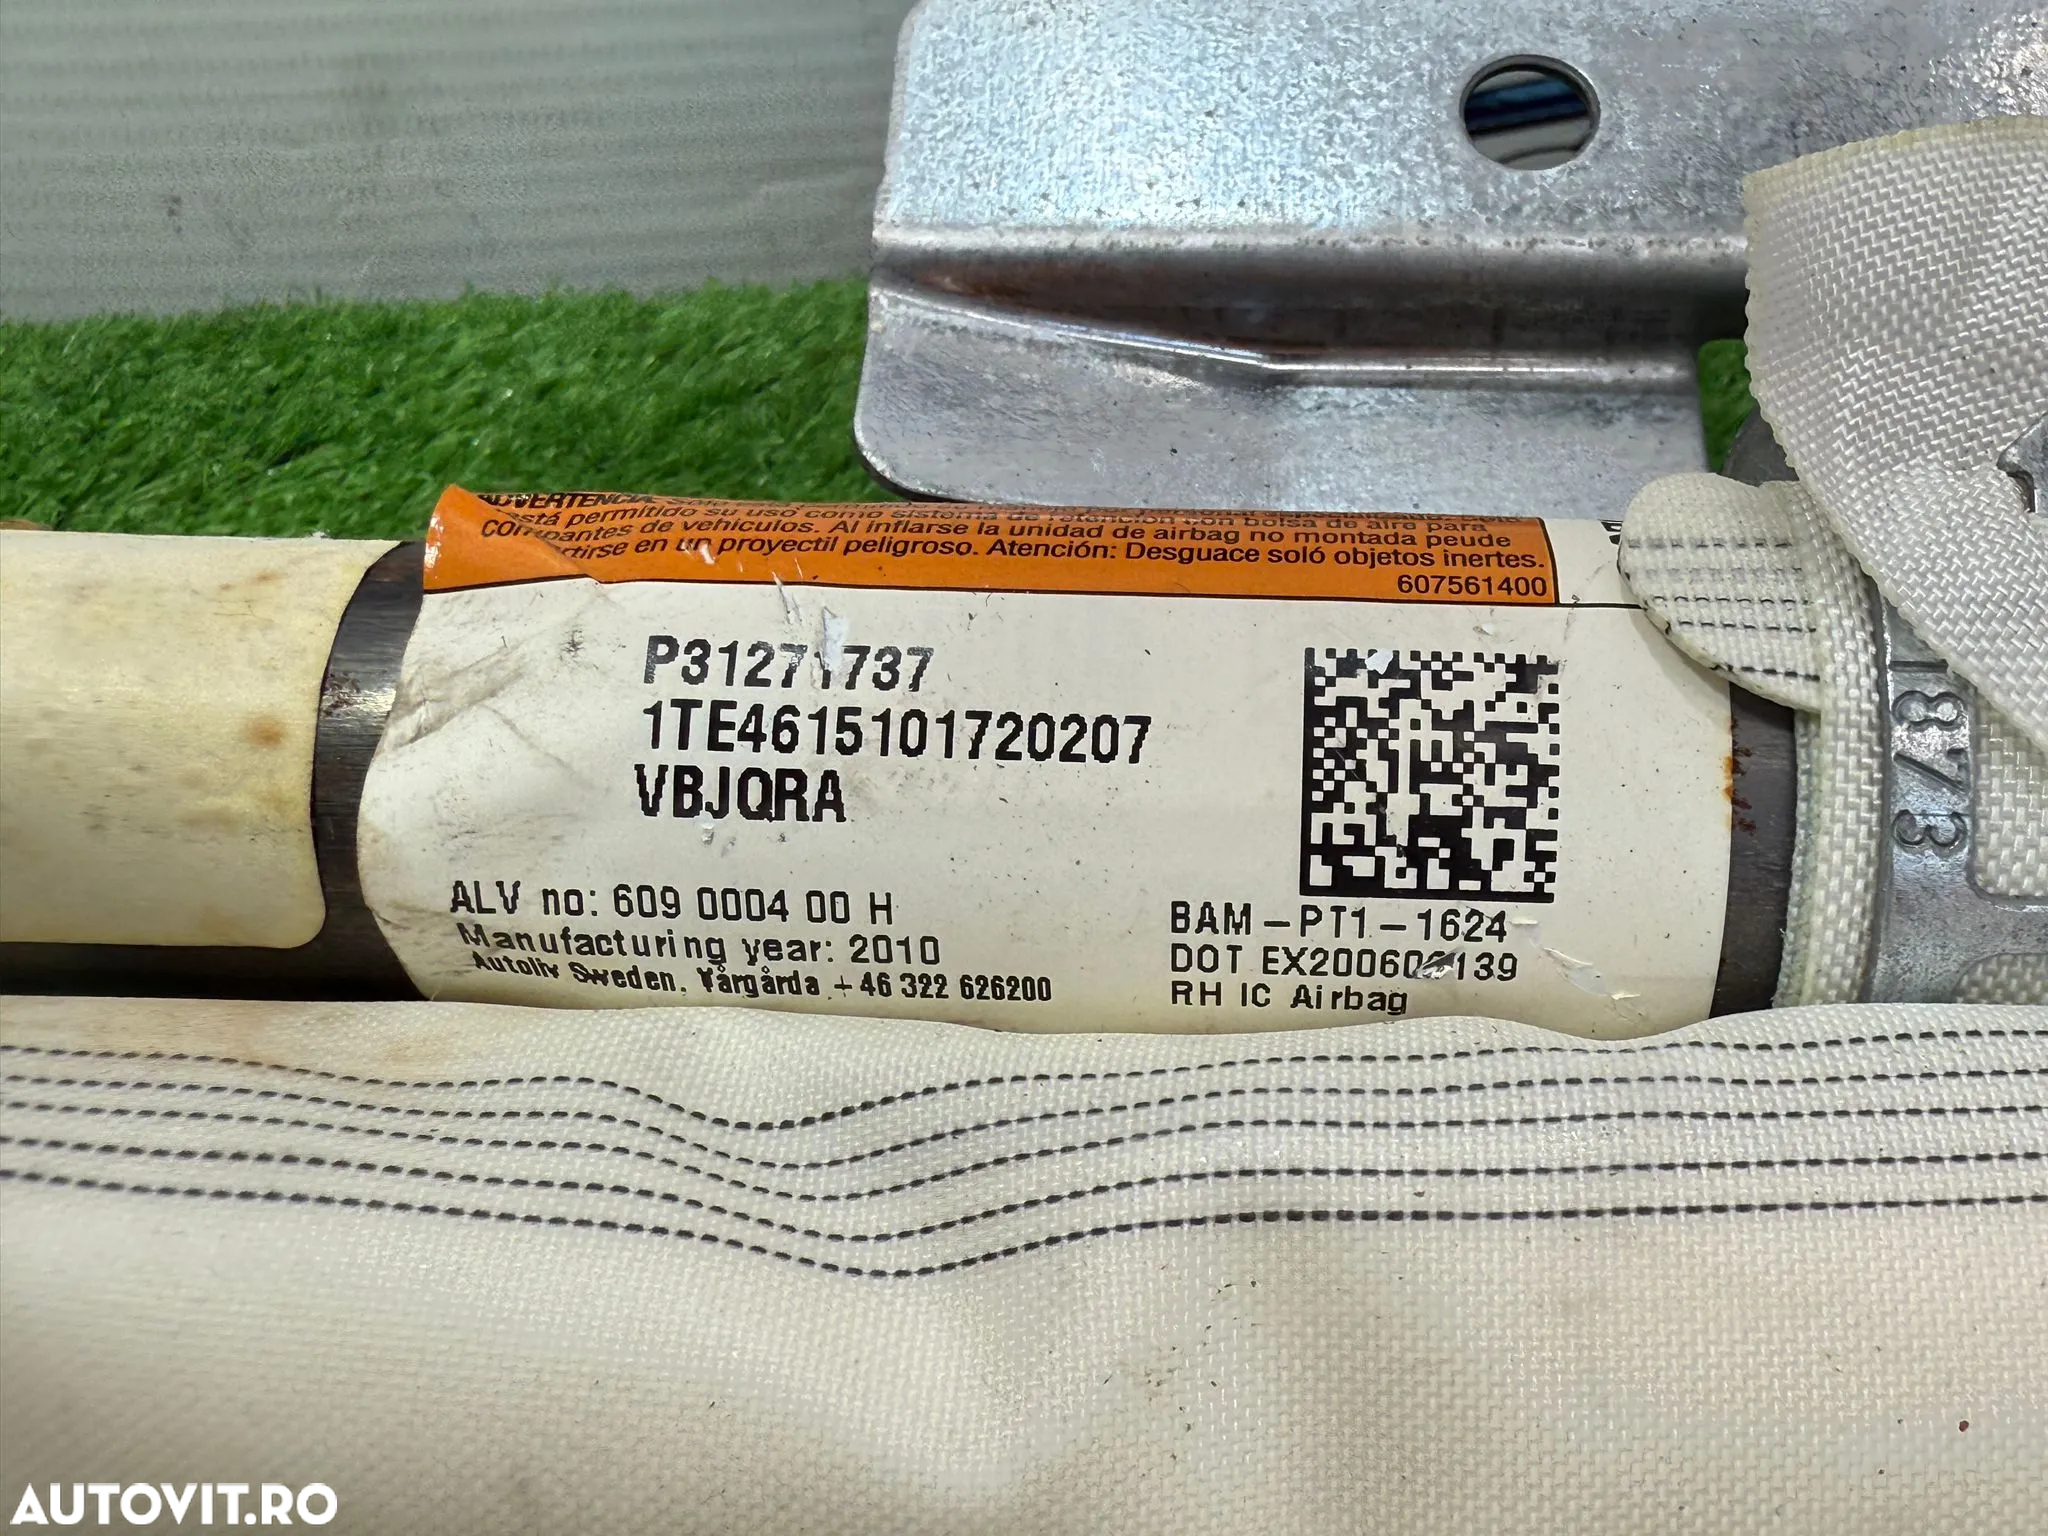 ADVERTENCIA
está permitido su uso como sistema de retención con bolsa de aire para
de vehículos. Al inflarse la unidad de airbag no montada peude
en un proyectil peligroso. Atención: Desguace soló objetos inertes.
607561400
P31271737
1TE4615101720207
VBJQRA
ALV no: 609 0004 00 H
Manufacturing year: 2010
Autoliv Sweden, Vårgårda +46 322 626200
BAM-PT1-1624
DOT
RH IC Airbag
AUTOVIT.RO